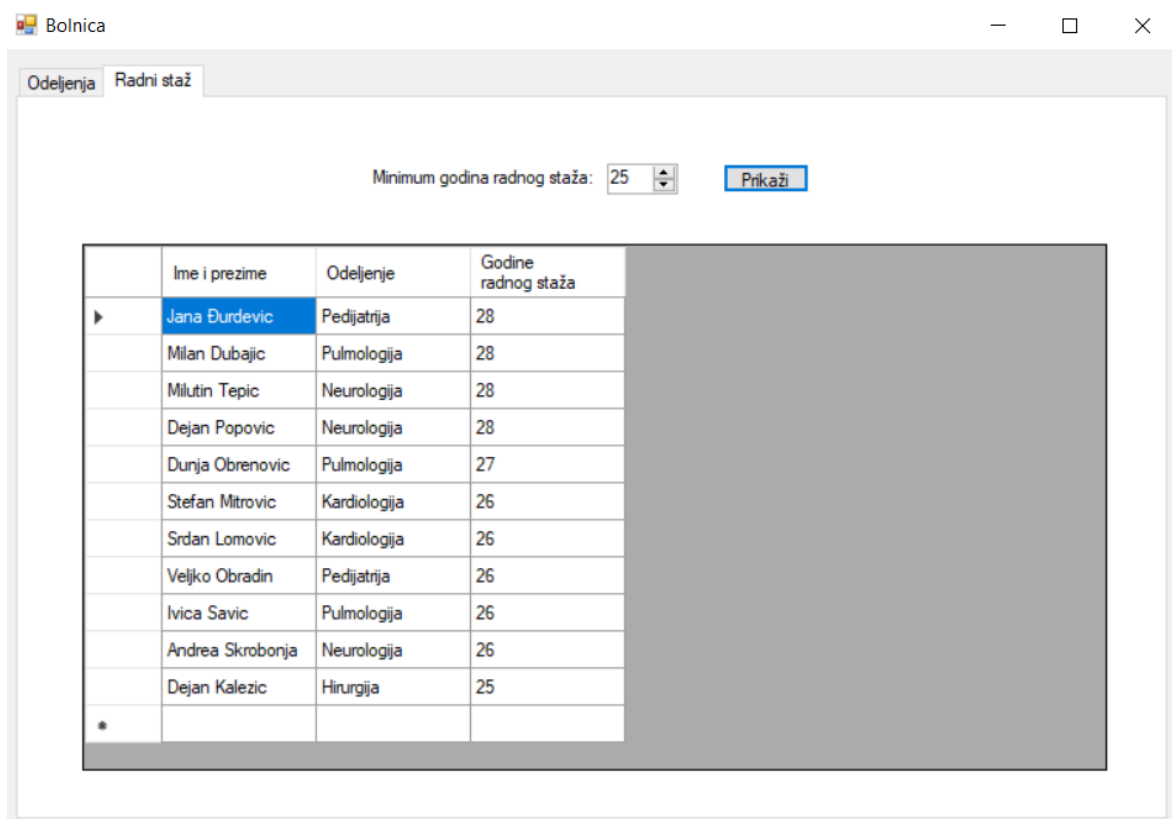 Bolnica
Odeljenja Radni staž
Minimum godina radnog staža: 25 Prikaži
Ime i prezime Odeljenje Godine
radnog staža
Jana Đurdevic Pedijatrija 28
Milan Dubajic Pulmologija 28
Milutin Tepic Neurologija 28
Dejan Popovic Neurologija 28
Dunja Obrenovic Pulmologija 27
Stefan Mitrovic Kardiologija 26
Srdan Lomovic Kardiologija 26
Veljko Obradin Pedijatrija 26
Ivica Savic Pulmologija 26
Andrea Skrobonja Neurologija 26
Dejan Kalezic Hirurgija 25